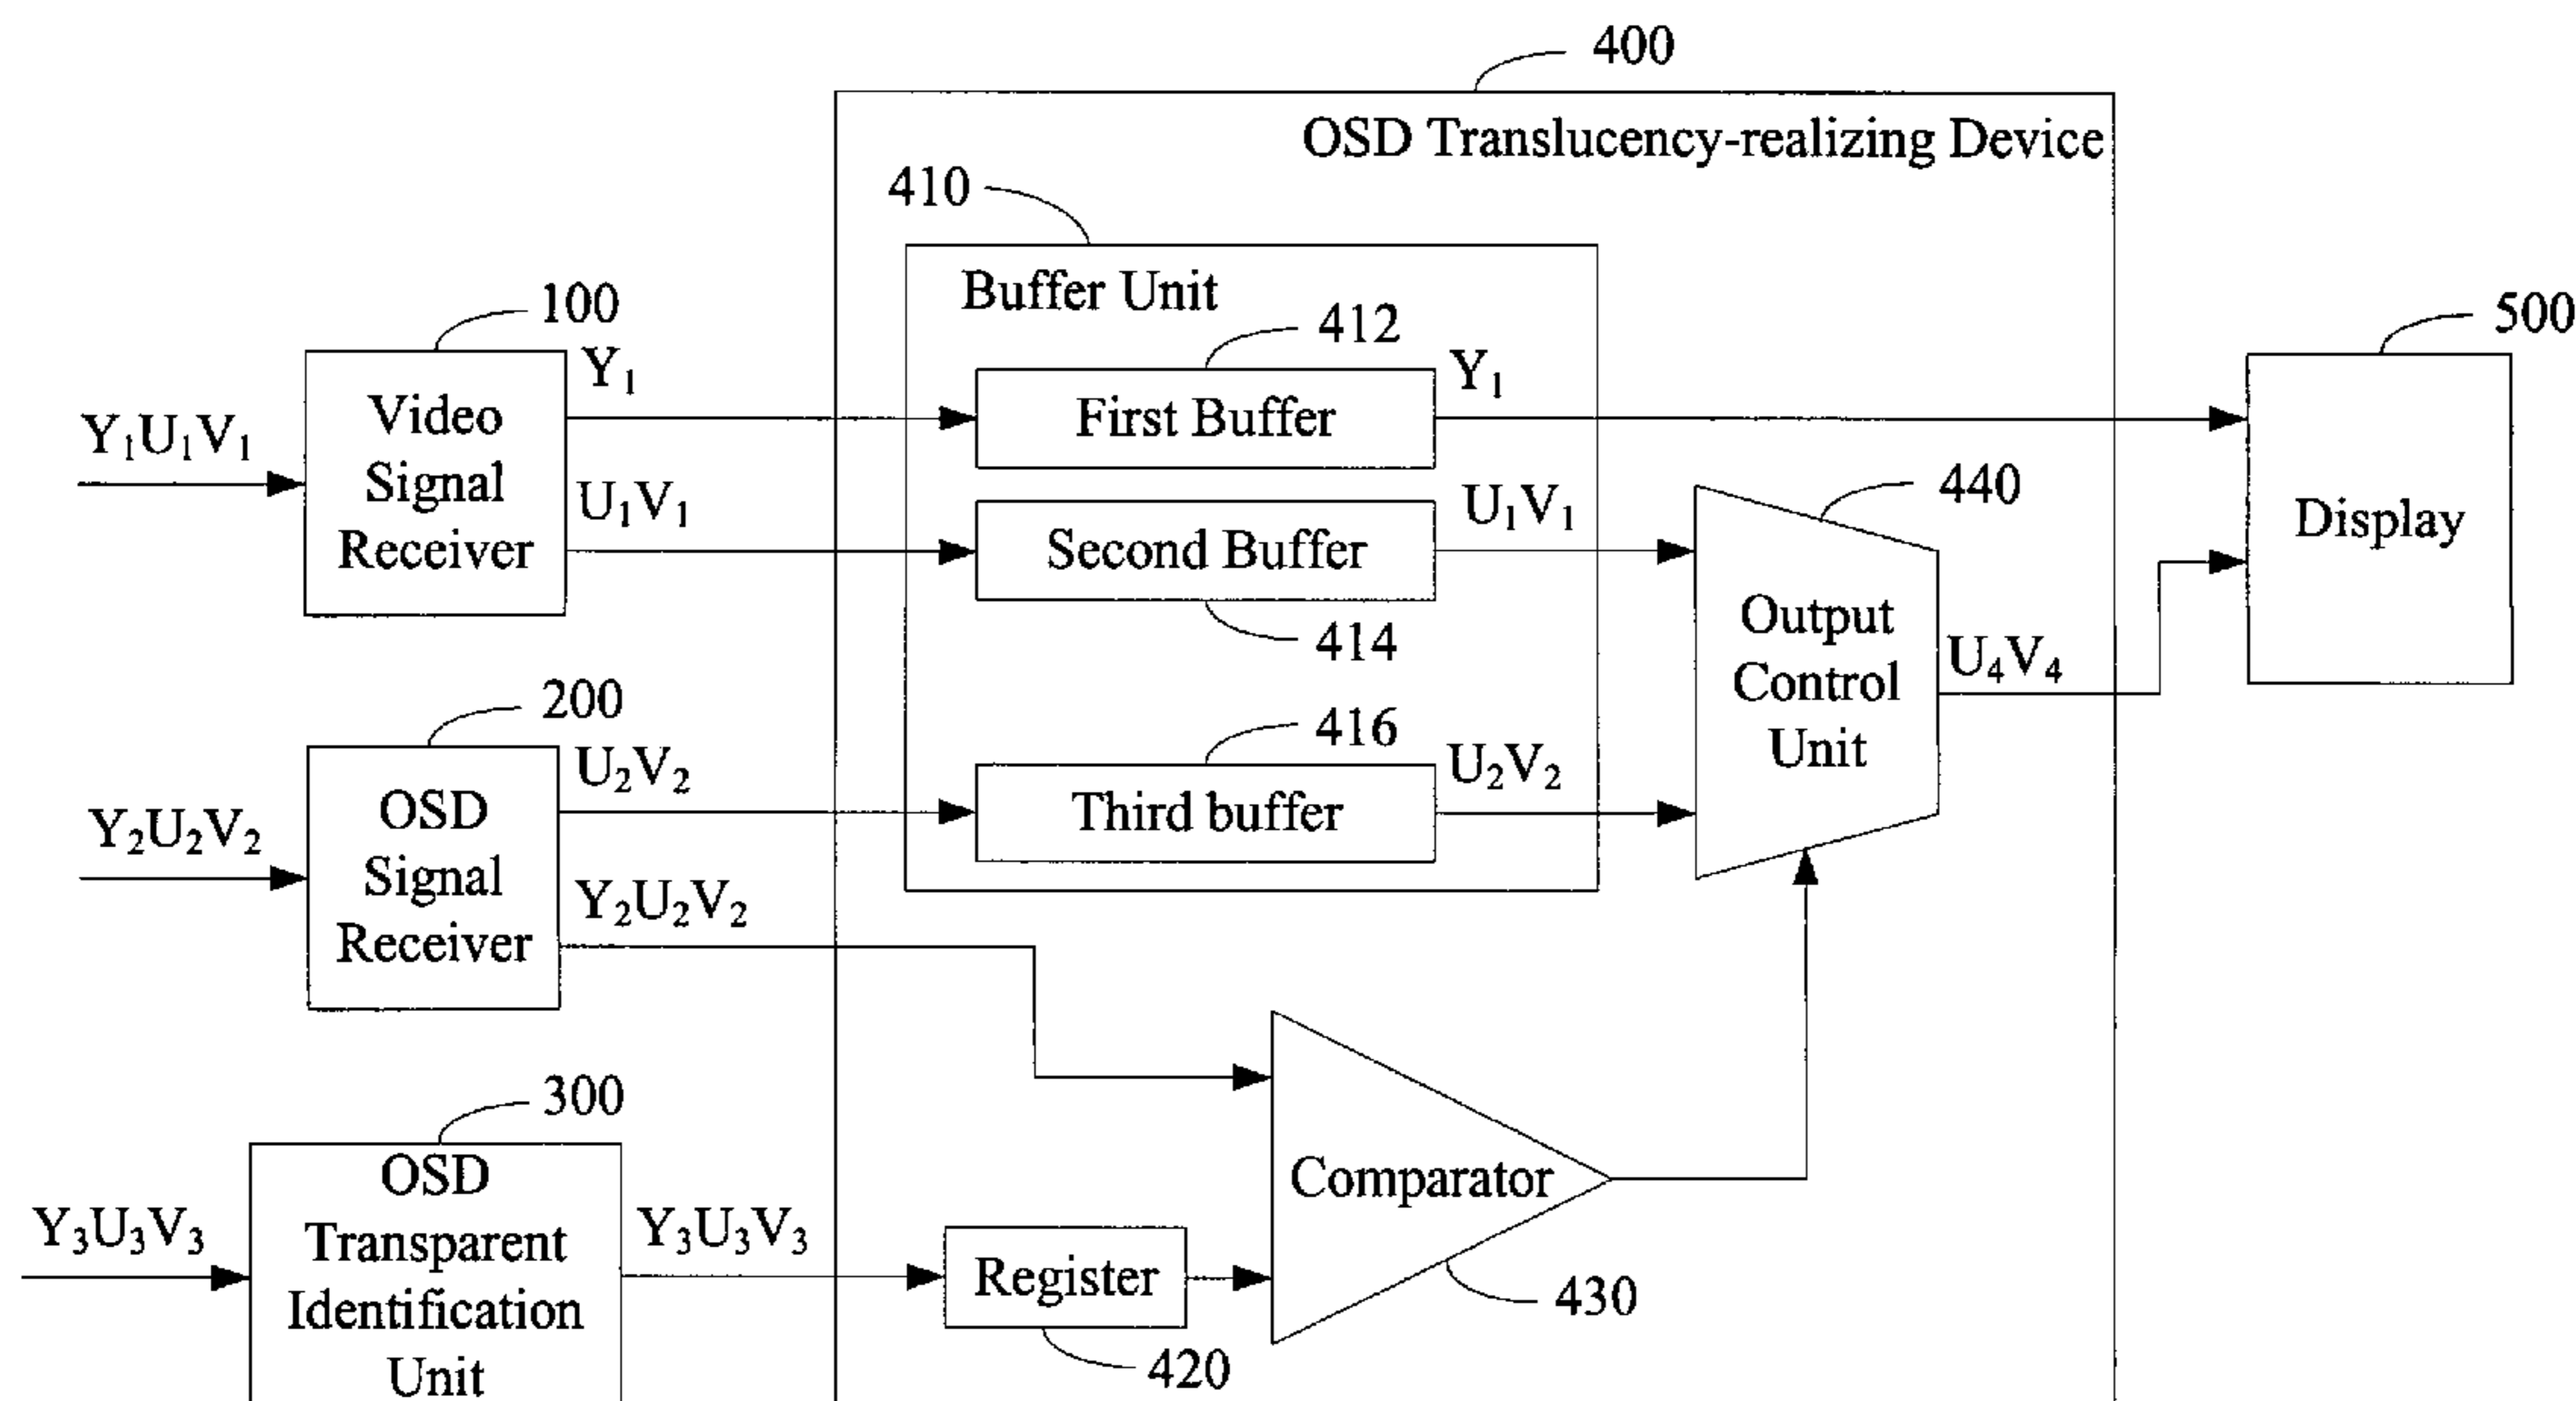 400
OSD Translucency-realizing Device
410
Buffer Unit
100
Y₁
Y₁U₁V₁
Video
Signal
Receiver
U₁V₁
412
First Buffer
Y₁
Second Buffer
U₁V₁
414
440
500
Display
Output
Control
Unit
U₄V₄
200
U₂V₂
Y₂U₂V₂
OSD
Signal
Receiver
Y₂U₂V₂
416
Third buffer
U₂V₂
300
Y₃U₃V₃
OSD
Transparent
Identification
Unit
Y₃U₃V₃
Register
420
Comparator
430